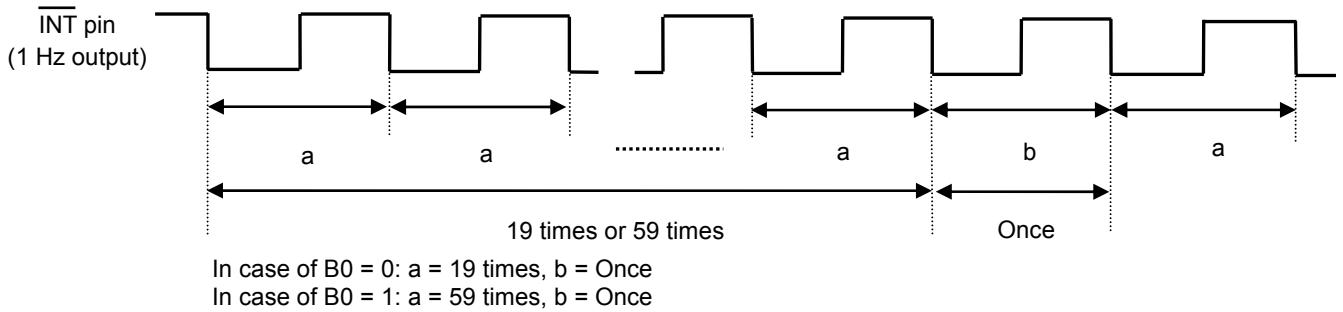 INT pin
(1 Hz output)
a
a
a
b
a
19 times or 59 times
Once
In case of B0 = 0: a = 19 times, b = Once
In case of B0 = 1: a = 59 times, b = Once